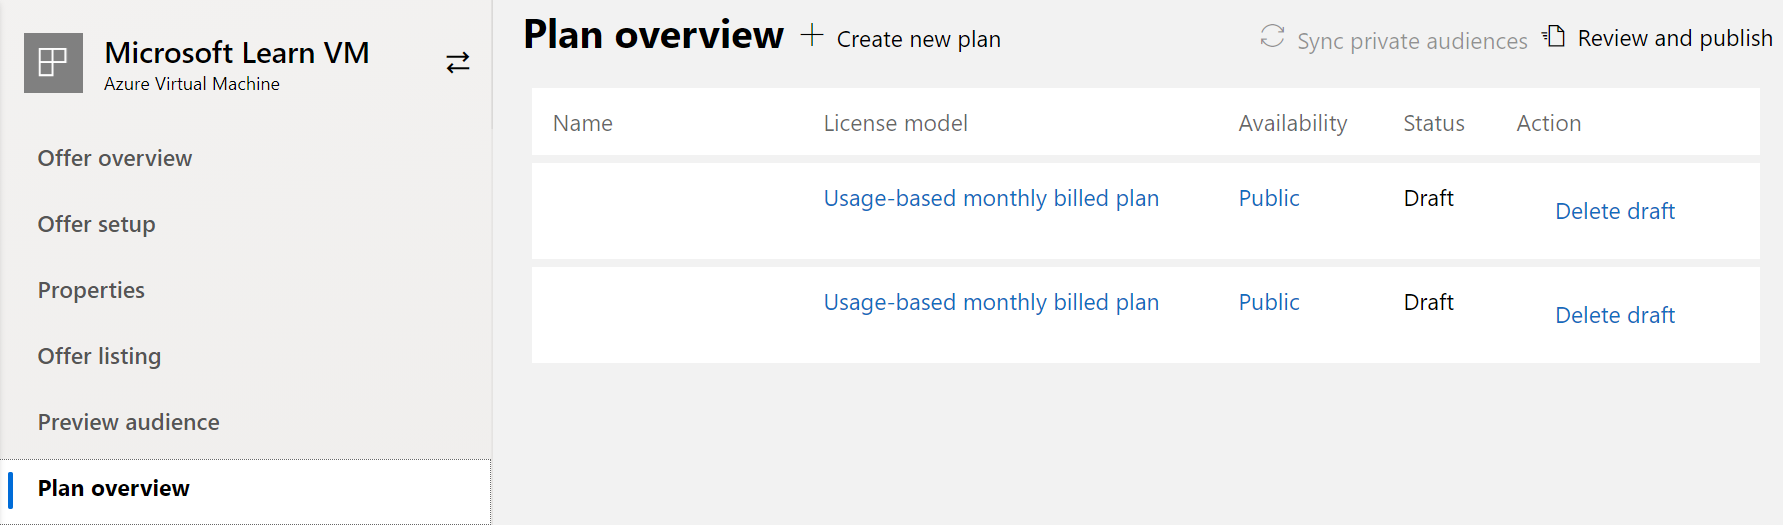 Microsoft Learn VM
Azure Virtual Machine
Offer overview
Offer setup
Properties
Offer listing
Preview audience
Plan overview
Plan overview Create new plan Sync private audiences Review and publish
Name License model Availability Status Action
Usage-based monthly billed plan Public Draft Delete draft
Usage-based monthly billed plan Public Draft Delete draft